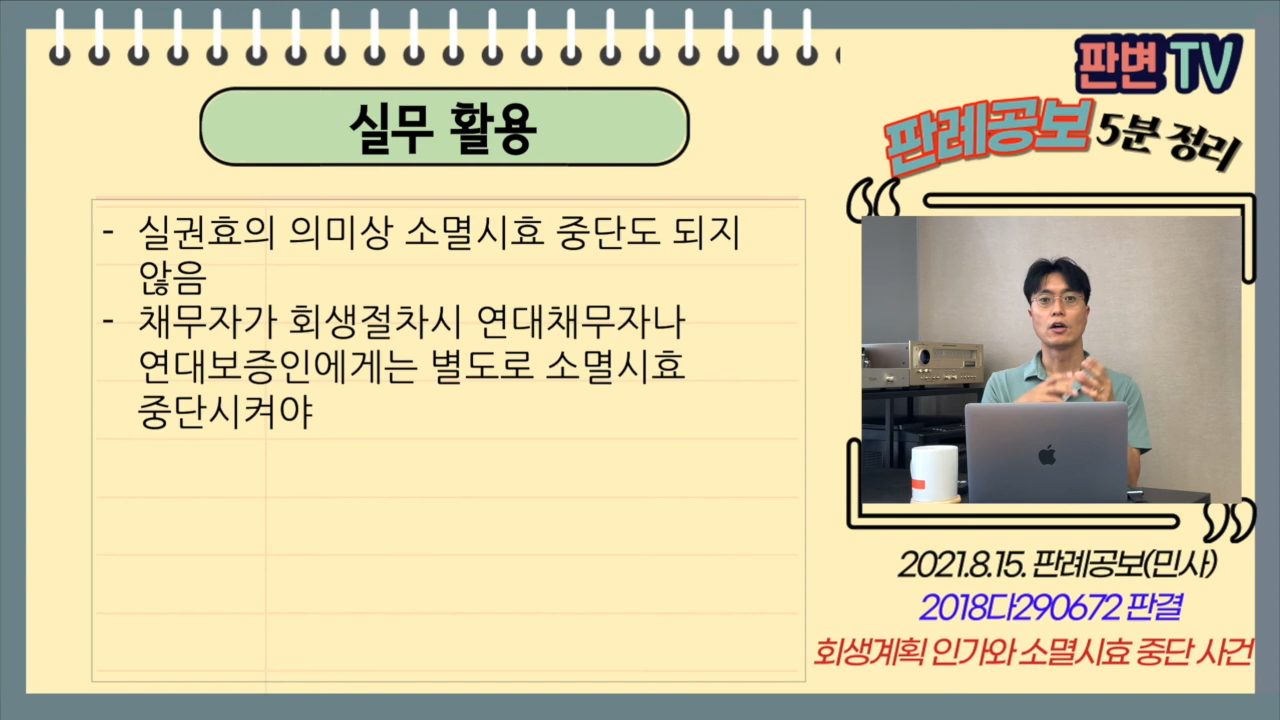 판변 TV
판례공보 5분 정리
실무 활용
- 실권효의 의미상 소멸시효 중단도 되지
않음
- 채무자가 회생절차시 연대채무자나
연대보증인에게는 별도로 소멸시효
중단시켜야
2021.8.15. 판례공보(민사)
2018다290672 판결
회생계획 인가와 소멸시효 중단 사건